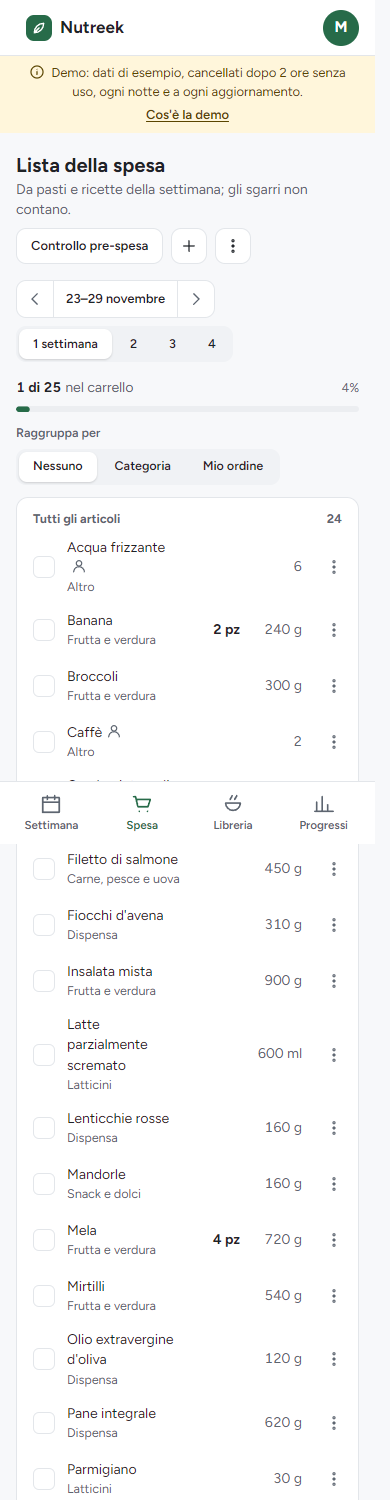 Nutreek
M
Demo: dati di esempio, cancellati dopo 2 ore senza
uso, ogni notte e a ogni aggiornamento.
Cos'è la demo
Lista della spesa
Da pasti e ricette della settimana; gli sgarri non
contano.
Controllo pre-spesa
23–29 novembre
1 settimana 2 3 4
1 di 25 nel carrello 4%
Raggruppa per
Nessuno Categoria Mio ordine
Tutti gli articoli 24
Acqua frizzante
6
Altro
Banana
2 pz 240 g
Frutta e verdura
Broccoli
300 g
Frutta e verdura
Caffè
2
Altro
Settimana Spesa Libreria Progressi
Filetto di salmone
450 g
Carne, pesce e uova
Fiocchi d'avena
310 g
Dispensa
Insalata mista
900 g
Frutta e verdura
Latte
parzialmente
scremato
600 ml
Latticini
Lenticchie rosse
160 g
Dispensa
Mandorle
160 g
Snack e dolci
Mela
4 pz 720 g
Frutta e verdura
Mirtilli
540 g
Frutta e verdura
Olio extravergine
d'oliva
120 g
Dispensa
Pane integrale
620 g
Dispensa
Parmigiano
30 g
Latticini